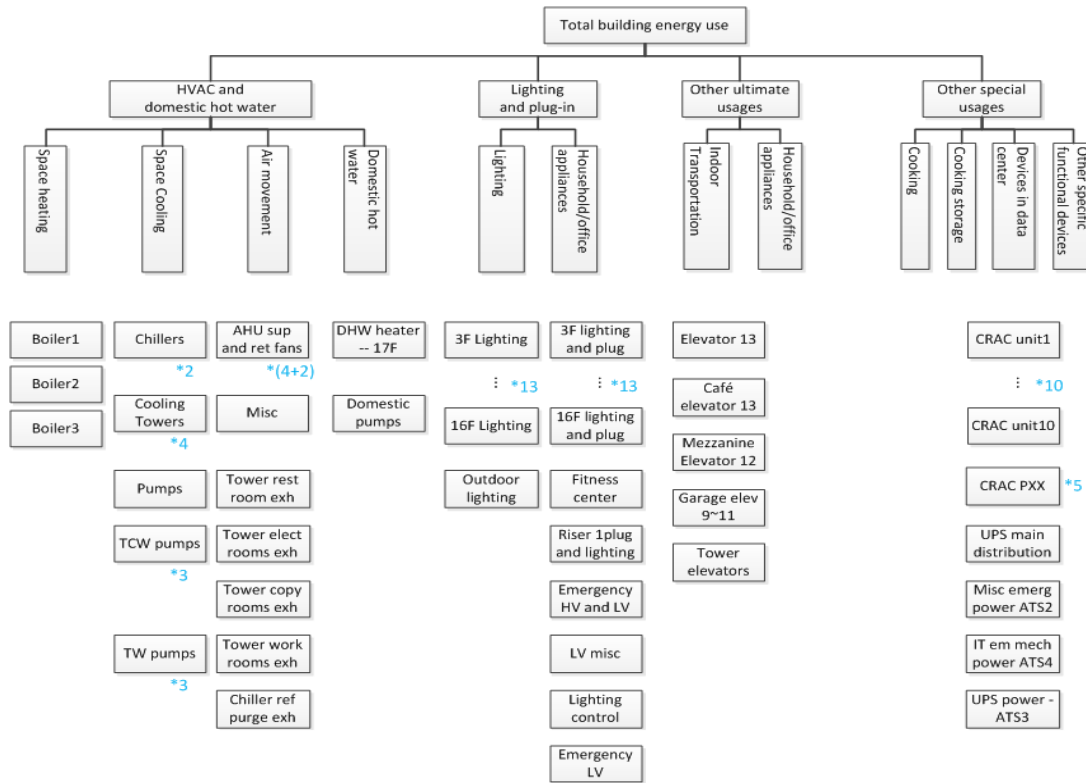 Total building energy use
HVAC and
domestic hot water
Lighting
and plug-in
Other ultimate
usages
Other special
usages
Space heating
Space Cooling
Air movement
Domestic hot
water
Lighting
Household/office
appliances
Indoor
Transportation
Household/office
appliances
Cooking
Cooking storage
Devices in data
center
Other specific
functional devices
Boiler1
Boiler2
Boiler3
Chillers
*2
Cooling
Towers
*4
Pumps
TCW pumps
*3
TW pumps
*3
AHU sup
and ret fans
*(4+2)
Misc
Tower rest
room exh
Tower elect
rooms exh
Tower copy
rooms exh
Tower work
rooms exh
Chiller ref
purge exh
DHW heater
-- 17F
Domestic
pumps
3F Lighting
⋮ *13
16F Lighting
Outdoor
lighting
3F lighting
and plug
⋮ *13
16F lighting
and plug
Fitness
center
Riser 1plug
and lighting
Emergency
HV and LV
LV misc
Lighting
control
Emergency
LV
Elevator 13
Café
elevator 13
Mezzanine
Elevator 12
Garage elev
9~11
Tower
elevators
CRAC unit1
⋮ *10
CRAC unit10
CRAC PXX *5
UPS main
distribution
Misc emerg
power ATS2
IT em mech
power ATS4
UPS power -
ATS3